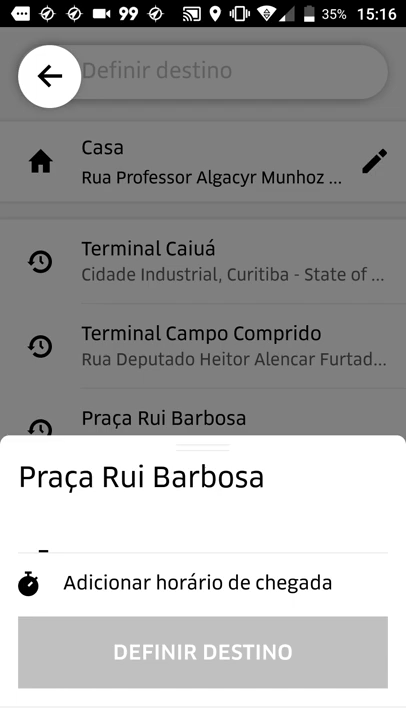 99
35%
15:16
Definir destino
Casa
Rua Professor Algacyr Munhoz ...
Terminal Caiuá
Cidade Industrial, Curitiba - State of ...
Terminal Campo Comprido
Rua Deputado Heitor Alencar Furtad...
Praça Rui Barbosa
Praça Rui Barbosa
Adicionar horário de chegada
DEFINIR DESTINO